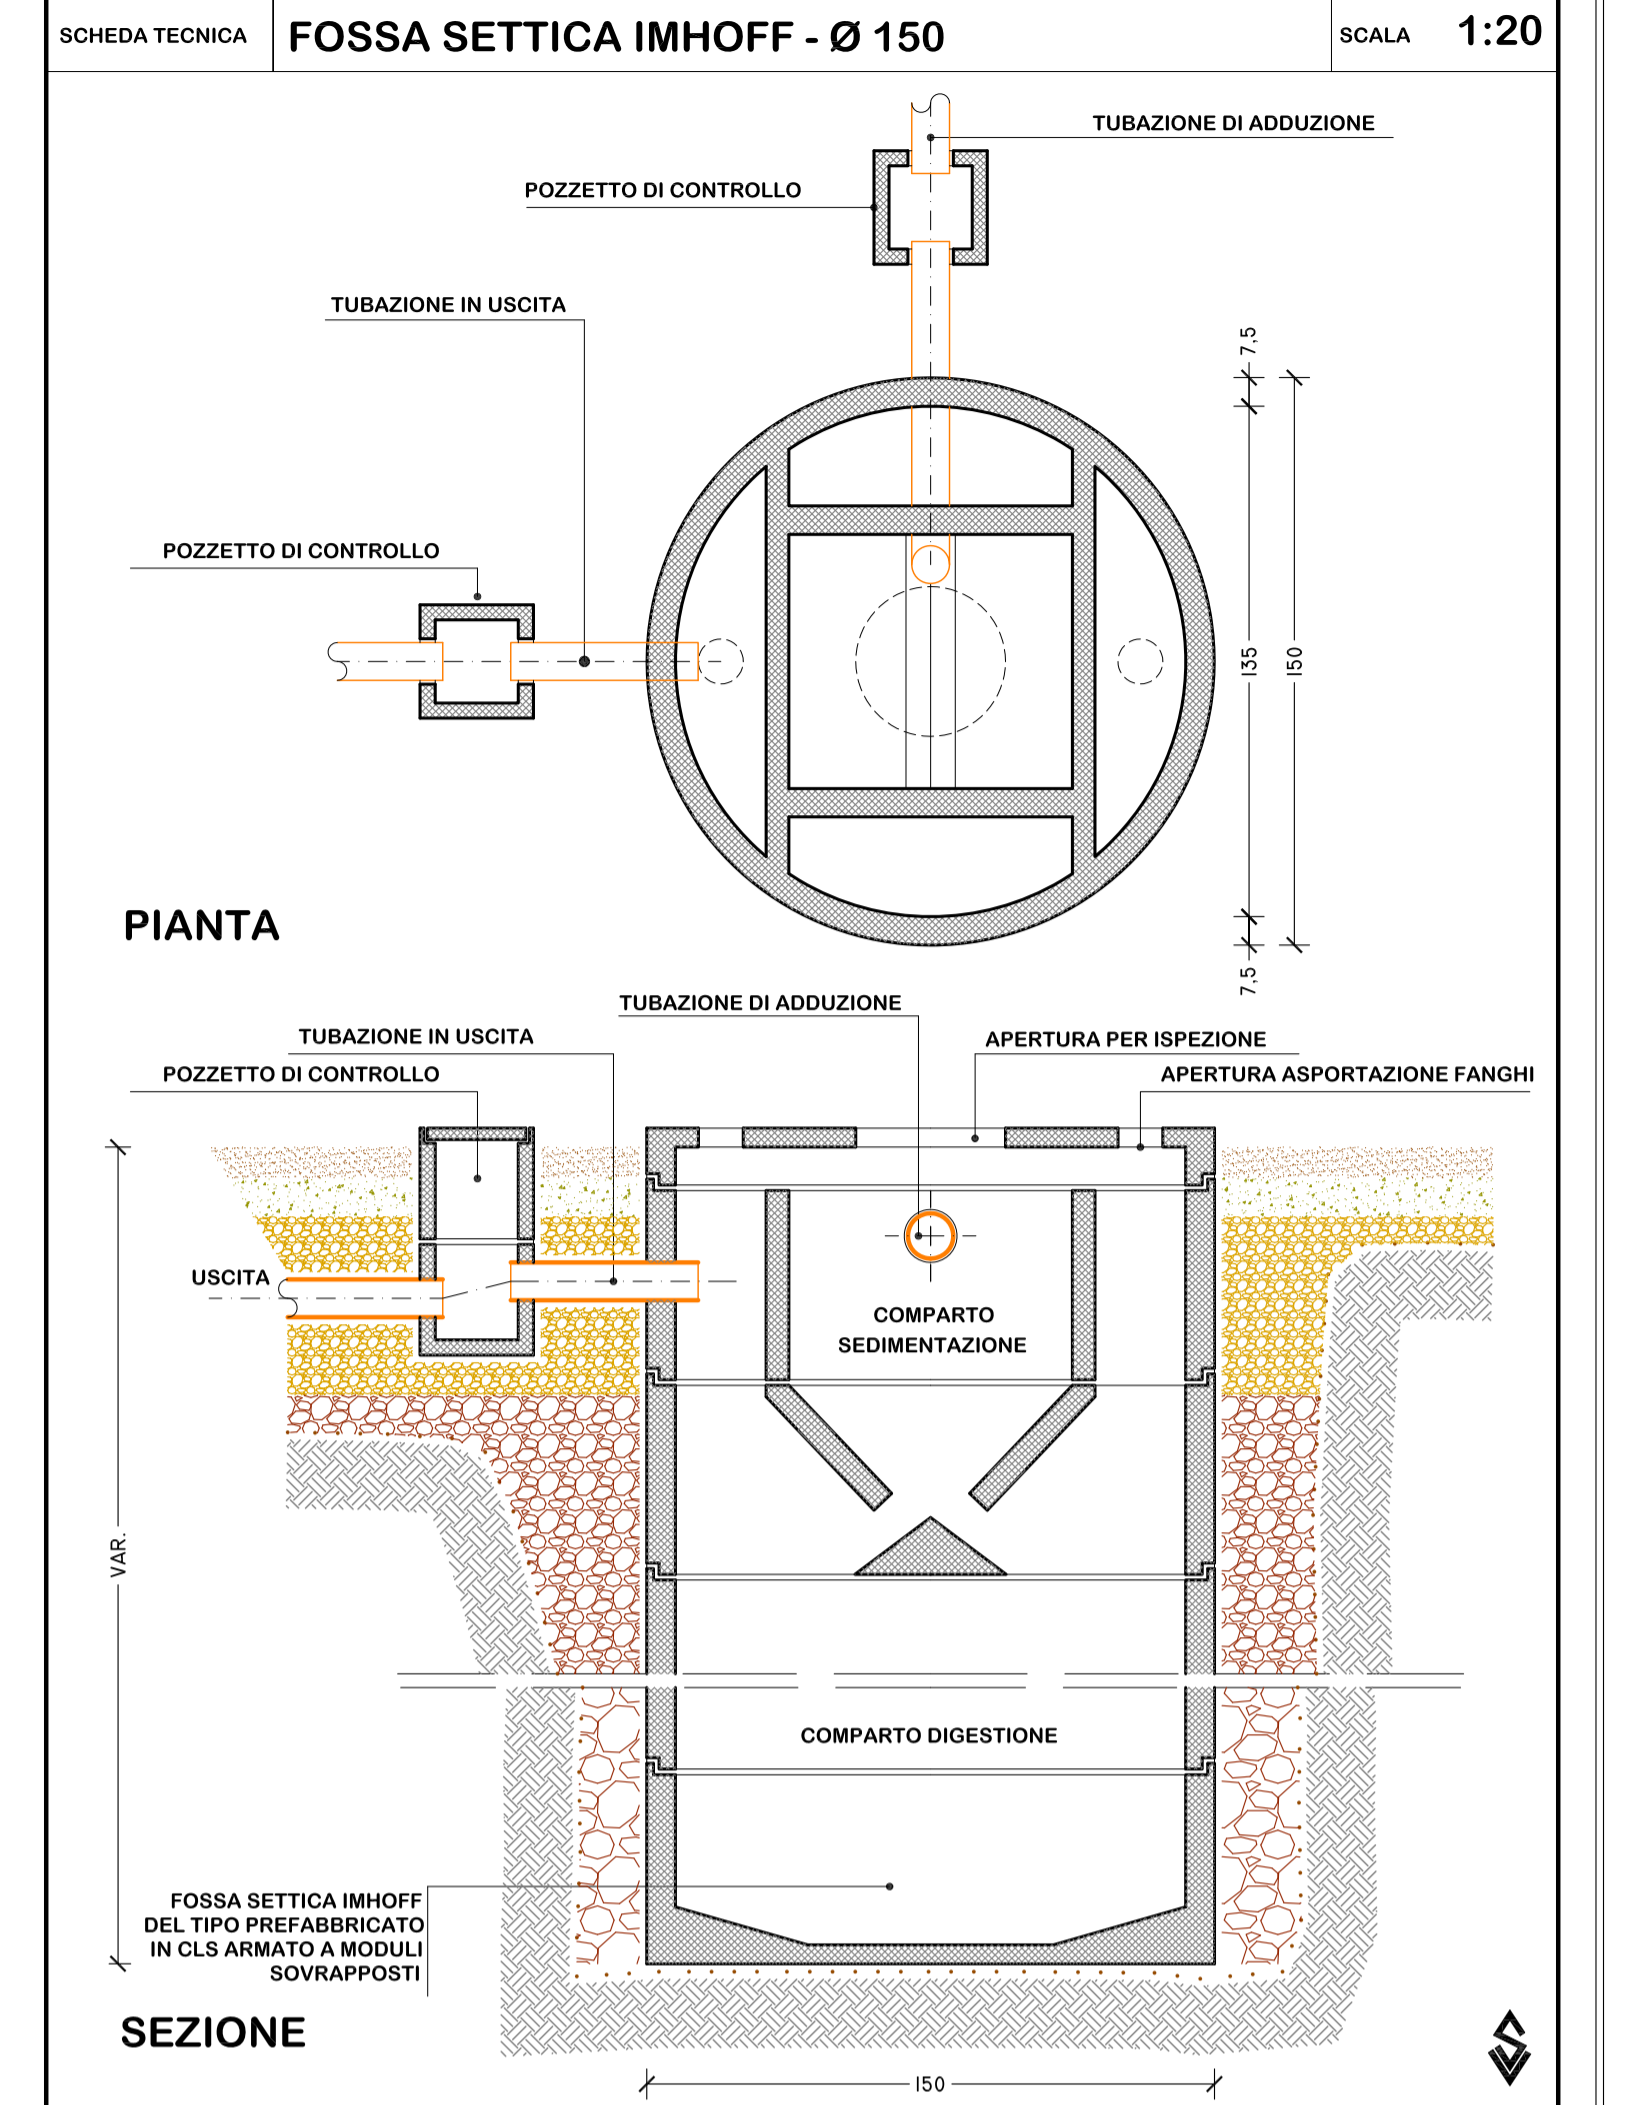 SCHEDA TECNICA
FOSSA SETTICA IMHOFF - Ø 150
SCALA 1:20
TUBAZIONE DI ADDUZIONE
POZZETTO DI CONTROLLO
TUBAZIONE IN USCITA
7,5
POZZETTO DI CONTROLLO
135
150
PIANTA
7,5
TUBAZIONE DI ADDUZIONE
TUBAZIONE IN USCITA
APERTURA PER ISPEZIONE
POZZETTO DI CONTROLLO
APERTURA ASPORTAZIONE FANGHI
USCITA
COMPARTO
SEDIMENTAZIONE
VAR.
COMPARTO DIGESTIONE
FOSSA SETTICA IMHOFF
DEL TIPO PREFABBRICATO
IN CLS ARMATO A MODULI
SOVRAPPOSTI
SEZIONE
150